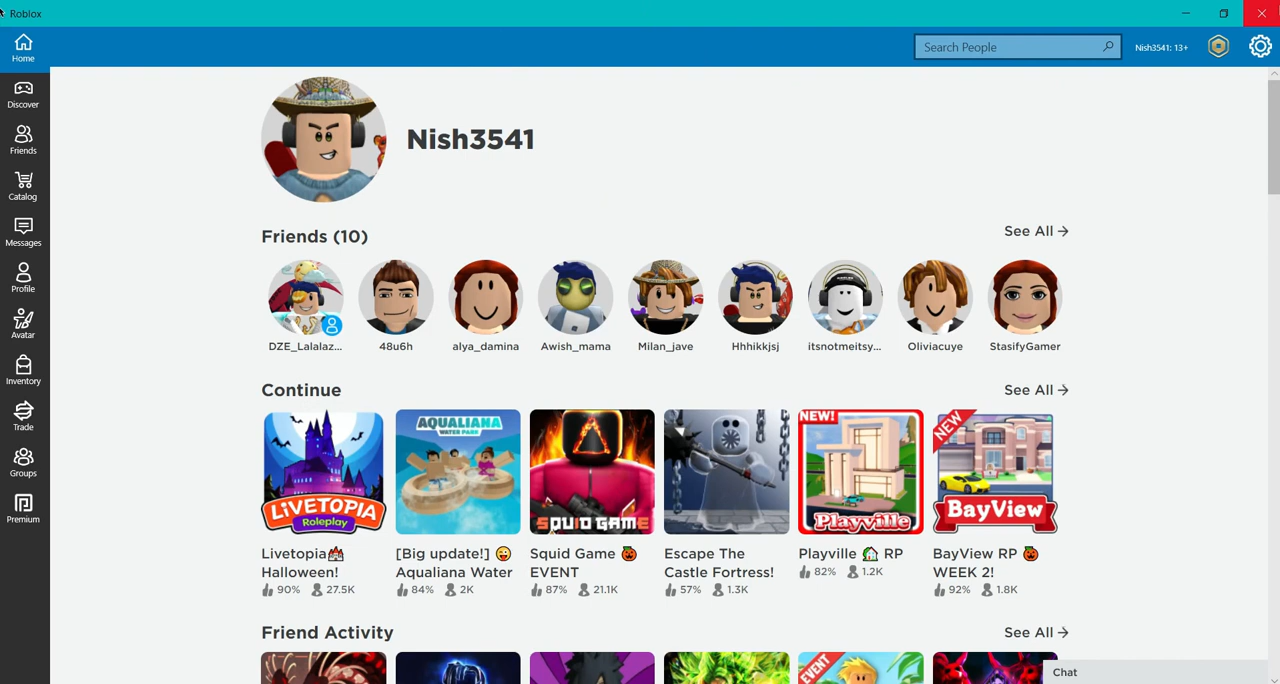 Roblox
Search People
Nish3541: 13+
Home
Discover
Friends
Catalog
Messages
Profile
Avatar
Inventory
Trade
Groups
Premium
Nish3541
Friends (10)
See All
DZE_Lalalaz...
48u6h
alya_damina
Awish_mama
Milan_jave
Hhhikkjsj
itsnotmeitsy...
Oliviacuye
StasifyGamer
Continue
See All
LIVETOPIA
Roleplay
AQUALIANA
WATER PARK
SQUID GAME
NEW!
Playville
NEW
BayView
Livetopia🏰
Halloween!
90% 27.5K
[Big update!] 😜
Aqualiana Water
84% 2K
Squid Game 🎃
EVENT
87% 21.1K
Escape The
Castle Fortress!
57% 1.3K
Playville 🏠 RP
82% 1.2K
BayView RP 🎃
WEEK 2!
92% 1.8K
Friend Activity
See All
EVENT
Chat